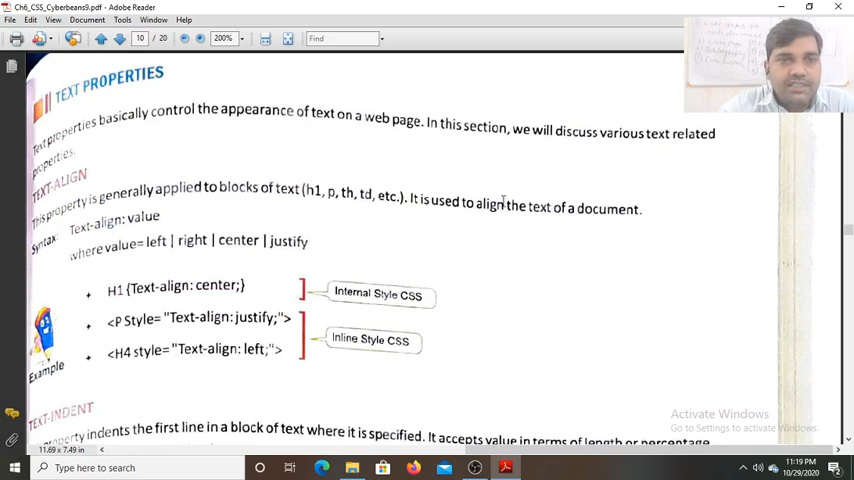 Ch6_CSS_Cyberbeans9.pdf - Adobe Reader
File Edit View Document Tools Window Help
10 / 20 200% Find
TEXT PROPERTIES
Text properties basically control the appearance of text on a web page. In this section, we will discuss various text related
properties.
TEXT-ALIGN
This property is generally applied to blocks of text (h1, p, th, td, etc.). It is used to align the text of a document.
Syntax: Text-align: value
where value= left | right | center | justify
H1 {Text-align: center;}
Internal Style CSS
<P Style= "Text-align: justify;">
Inline Style CSS
<H4 style= "Text-align: left;">
Example
TEXT-INDENT
property indents the first line in a block of text where it is specified. It accepts value in terms of length or percentage
Activate Windows
Go to Settings to activate Windows.
11.69 x 7.49 in
Type here to search
11:19 PM
10/29/2020